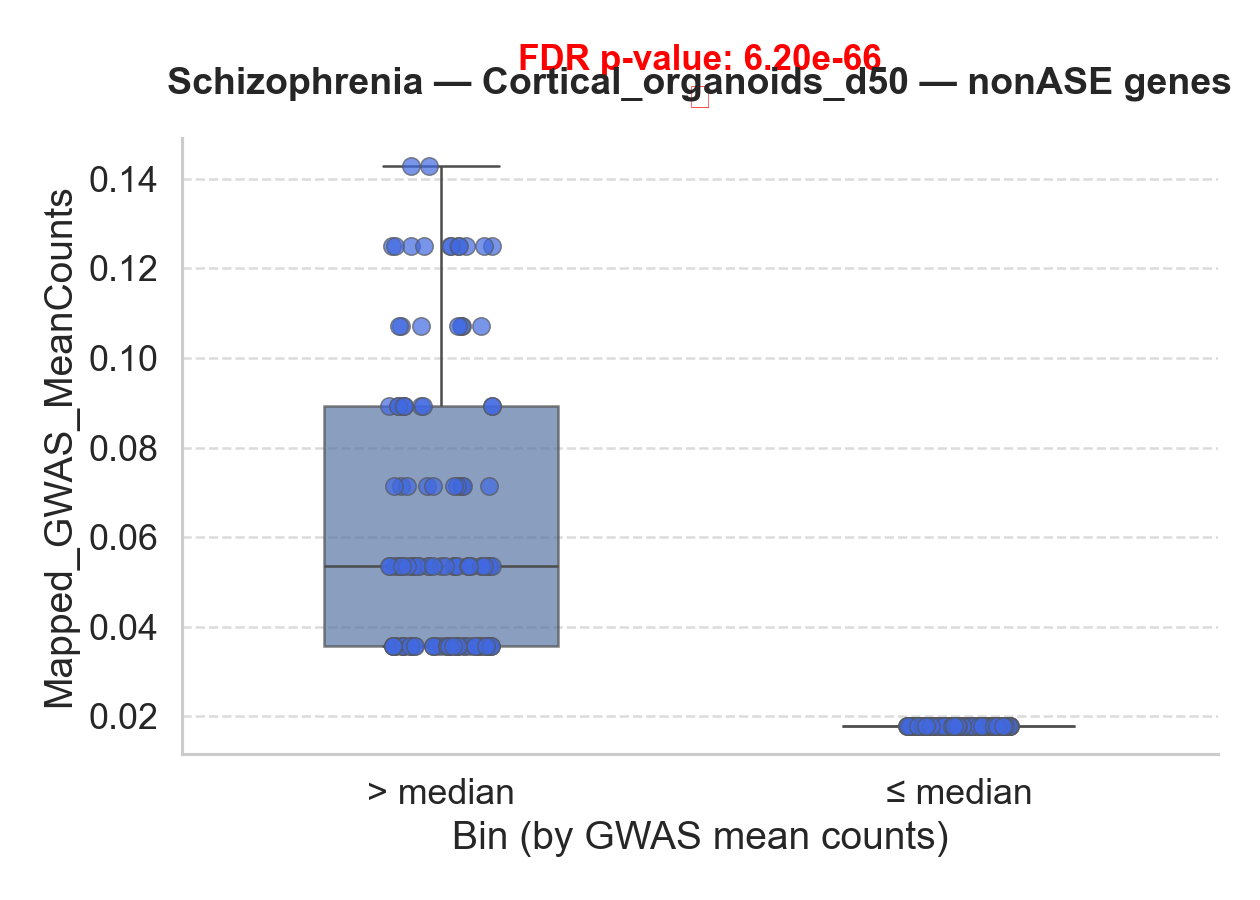 FDR p-value: 6.20e-66
Schizophrenia — Cortical_organoids_d50 — nonASE genes
Mapped_GWAS_MeanCounts
0.14
0.12
0.10
0.08
0.06
0.04
0.02
> median
≤ median
Bin (by GWAS mean counts)